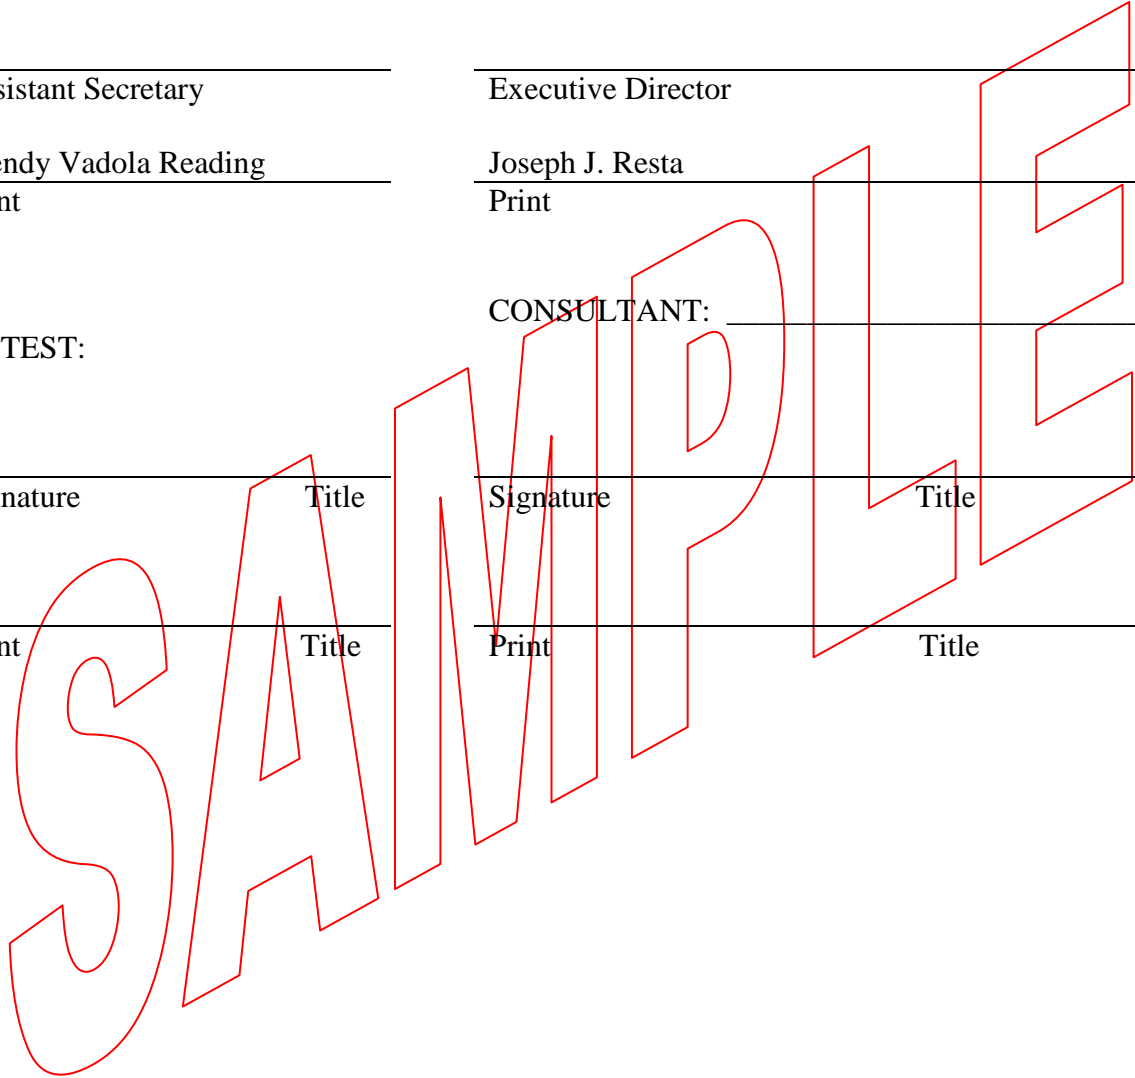 sistant Secretary Executive Director
endy Vadola Reading Joseph J. Resta
nt Print
CONSULTANT: 
TEST:
nature Title Signature Title
nt Title Print Title
SAMPLE